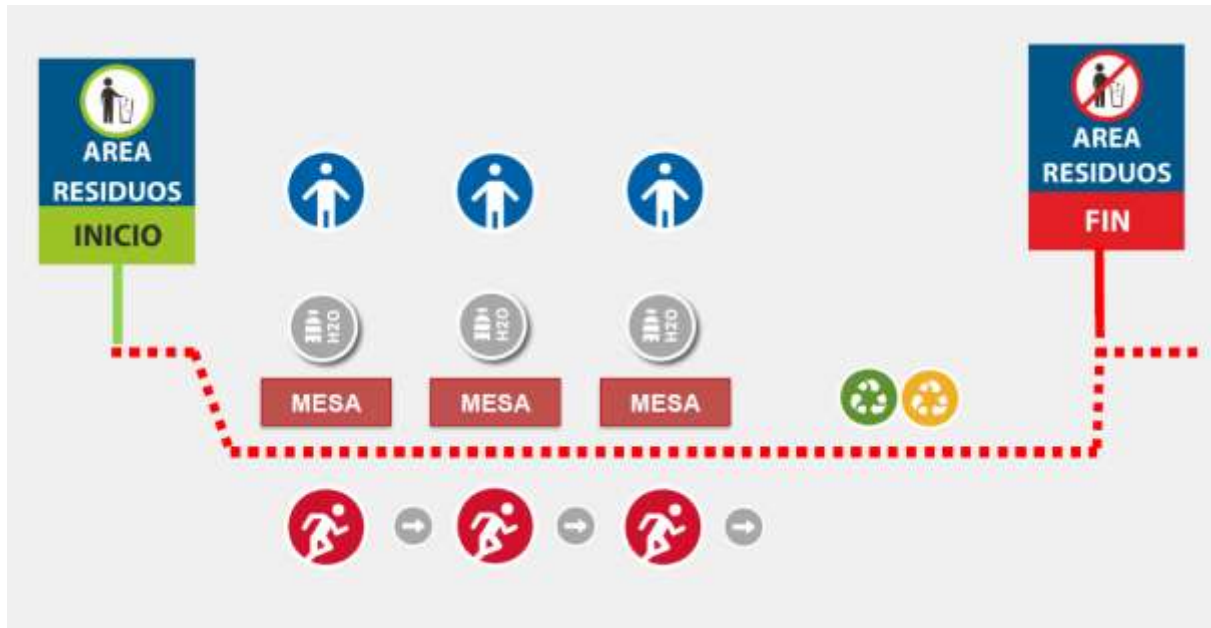 AREA
RESIDUOS
INICIO
AREA
RESIDUOS
FIN
H2O
H2O
H2O
MESA
MESA
MESA